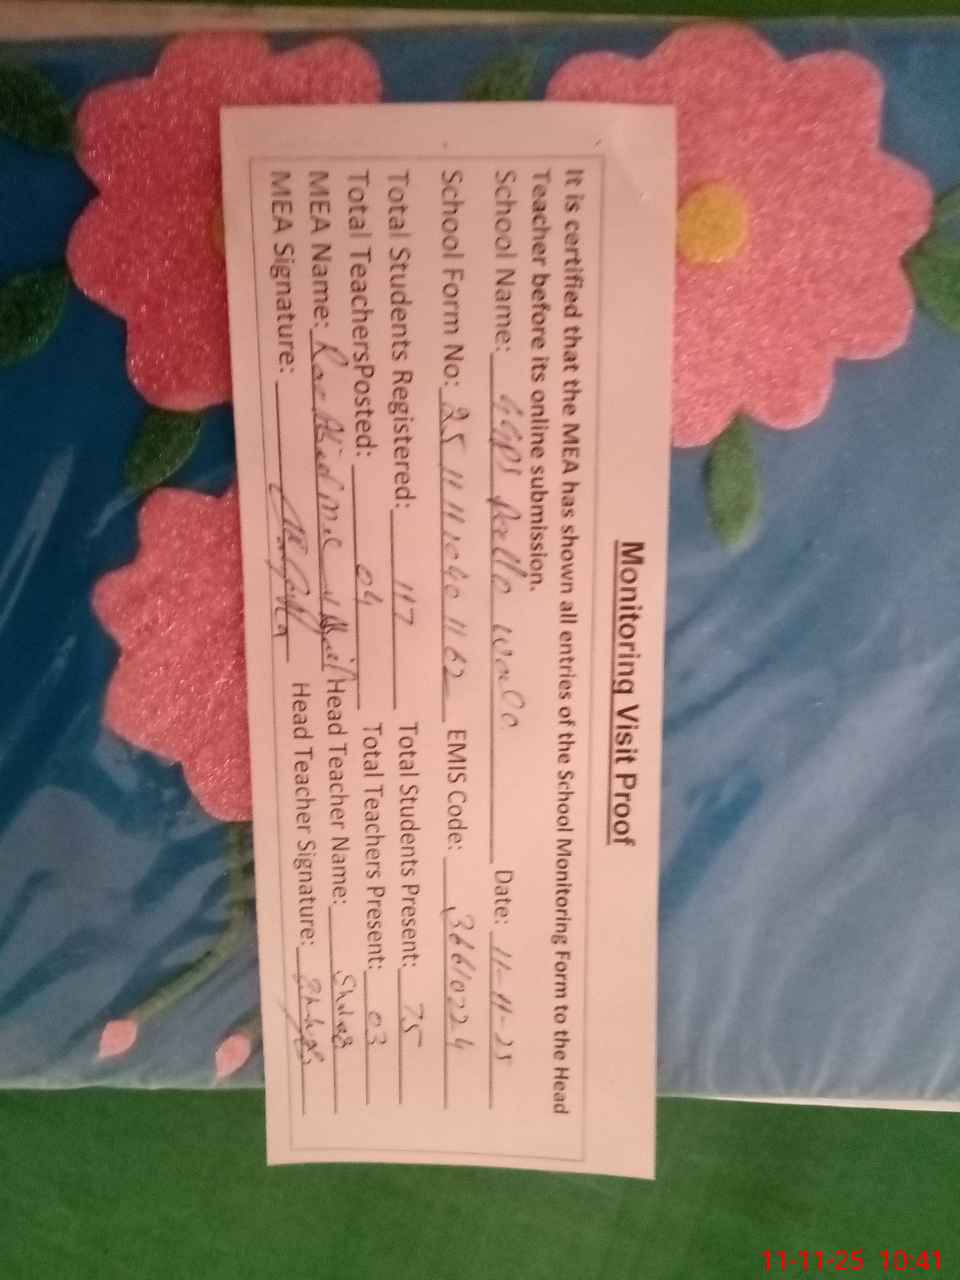 Monitoring Visit Proof
It is certified that the MEA has shown all entries of the School Monitoring Form to the Head
Teacher before its online submission.
School Name: GGPS Date: 11-11-25
School Form No: EMIS Code: 36610224
Total Students Registered: 117 Total Students Present: 75
Total TeachersPosted: 04 Total Teachers Present: 03
MEA Name: Head Teacher Name:
MEA Signature: Head Teacher Signature:
11-11-25 10:41